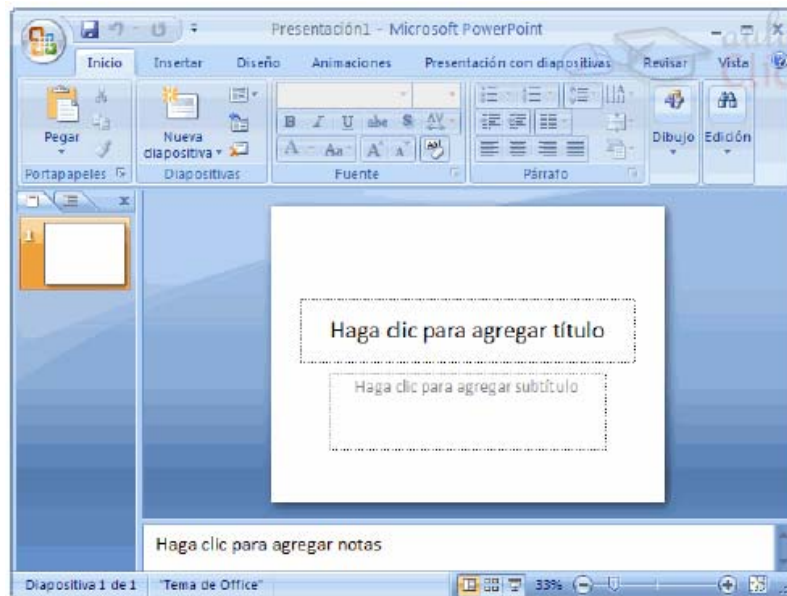 Presentación1 - Microsoft PowerPoint
Inicio Insertar Diseño Animaciones Presentación con diapositivas Revisar Vista
Pegar
Nueva diapositiva
Dibujo Edición
Portapapeles Diapositivas Fuente Párrafo
1
Haga clic para agregar título
Haga clic para agregar subtítulo
Haga clic para agregar notas
Diapositiva 1 de 1 "Tema de Office" 33%